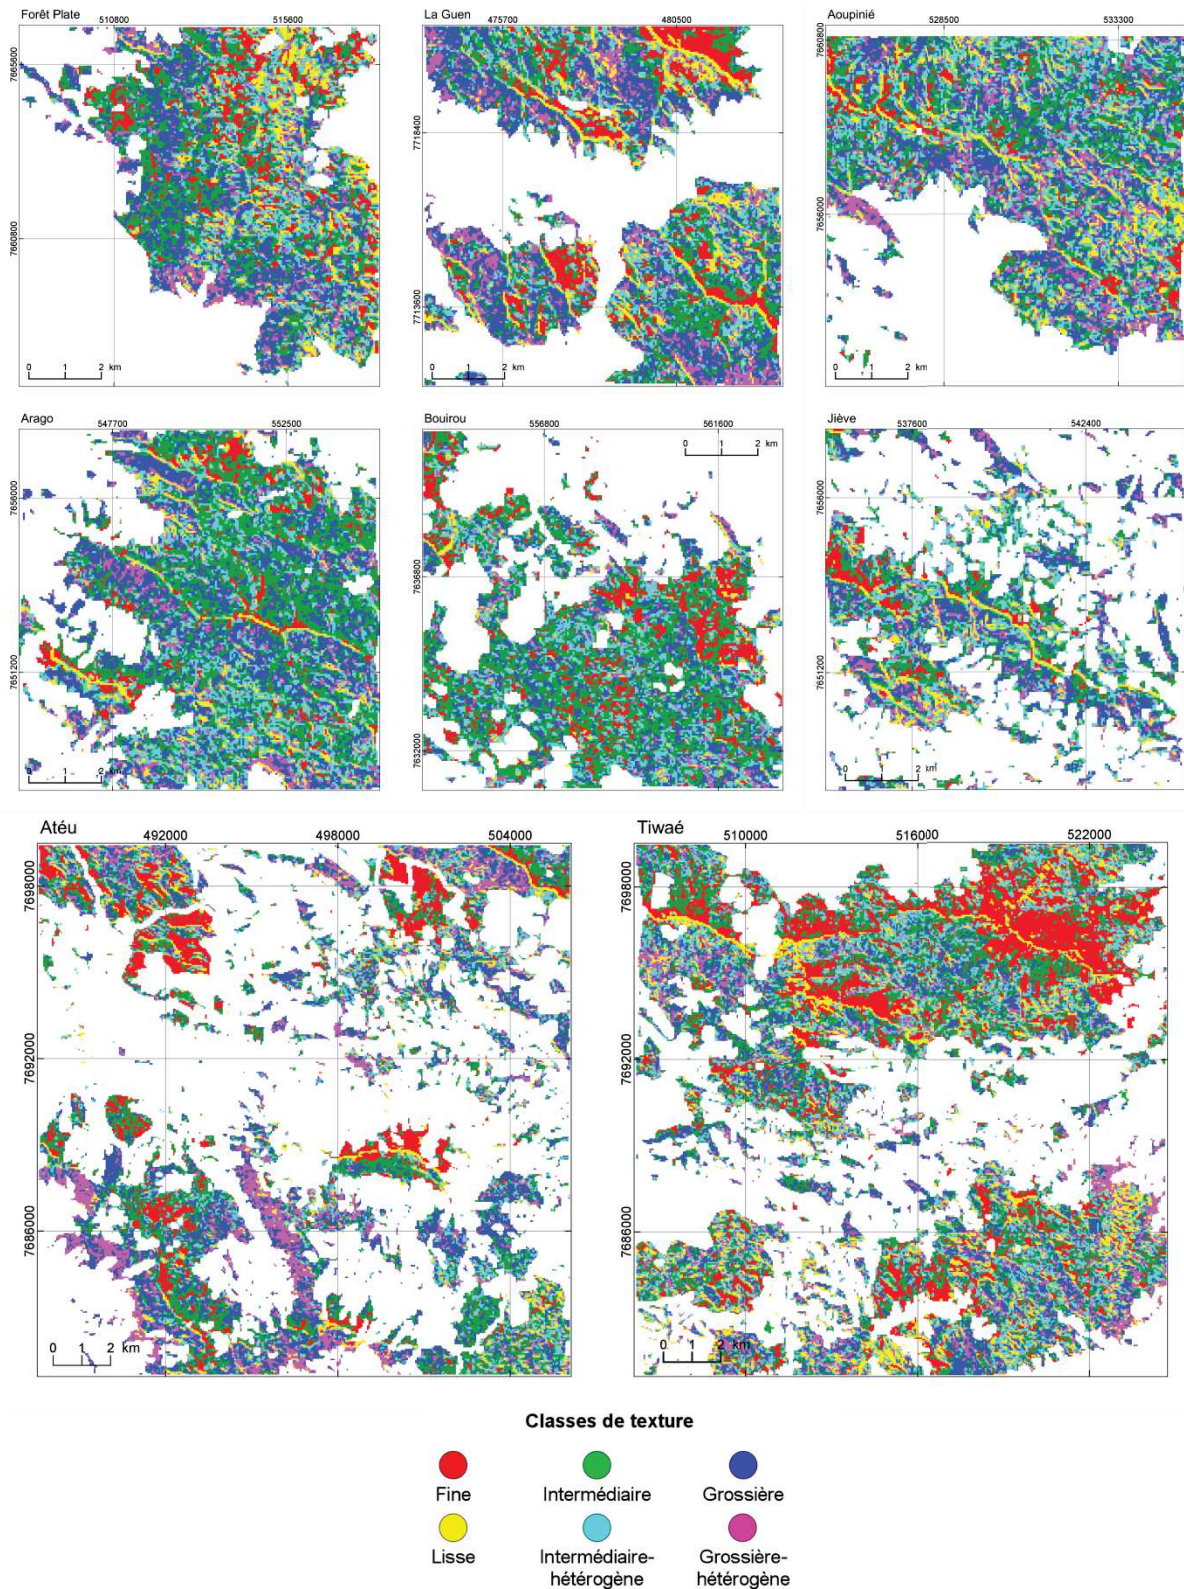 Forêt Plate
510800
515600
7665600
7660800
0 1 2 km
La Guen
475700
480500
7718400
7713600
0 1 2 km
Aoupinié
528500
533300
7660800
7656000
0 1 2 km
Arago
547700
552500
7656000
7651200
0 1 2 km
Bouirou
556800
561600
0 1 2 km
7636800
7632000
Jiève
537600
542400
7656000
7651200
0 1 2 km
Atéu
492000
498000
504000
7698000
7692000
7686000
0 1 2 km
Tiwaé
510000
516000
522000
7698000
7692000
7686000
0 1 2 km
Classes de texture
Fine
Intermédiaire
Grossière
Lisse
Intermédiaire-
hétérogène
Grossière-
hétérogène